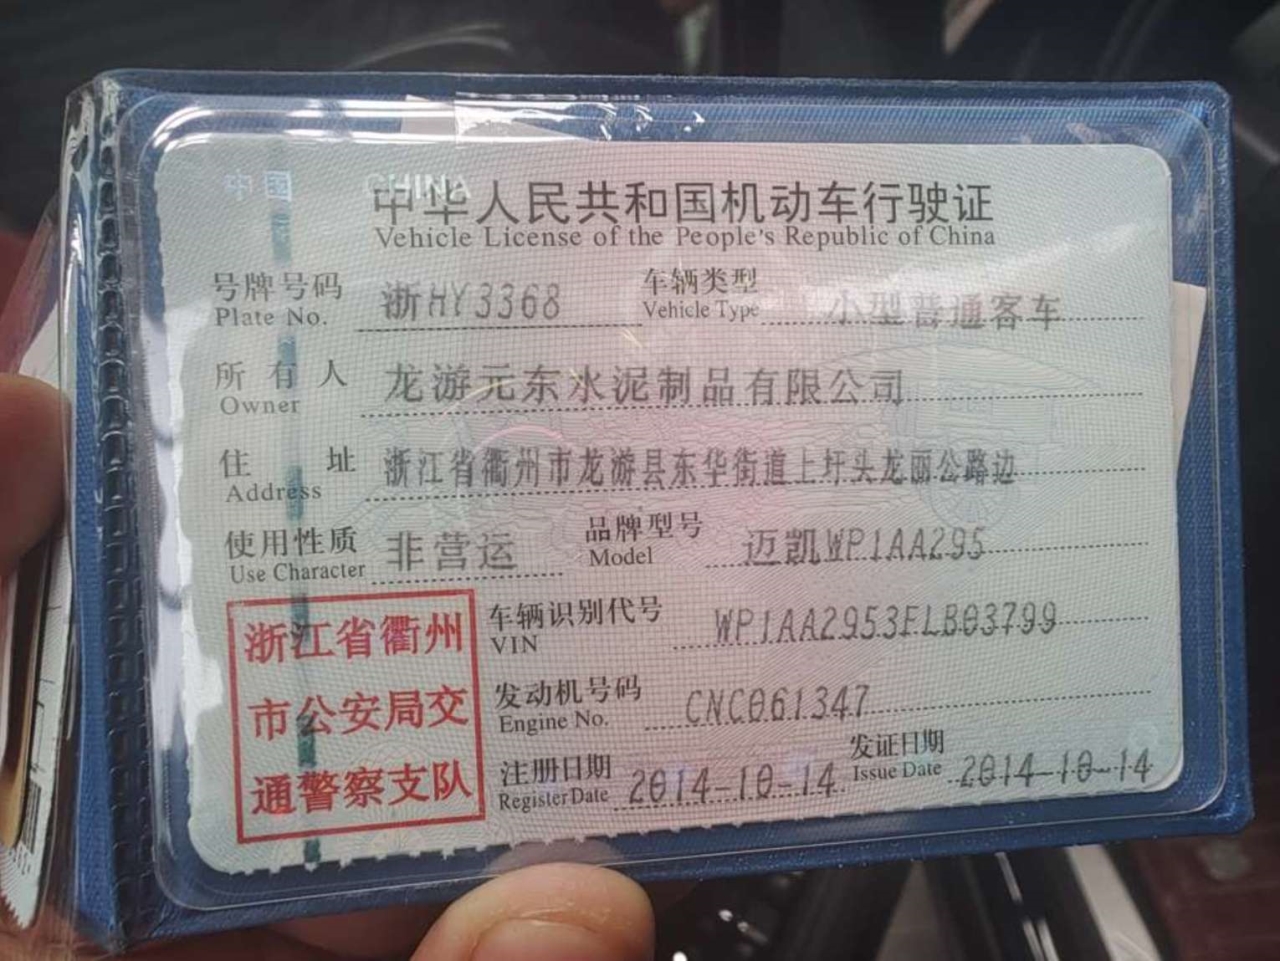 中华人民共和国机动车行驶证
Vehicle License of the People's Republic of China
号牌号码 浙HY3368 车辆类型 小型普通客车
Plate No. Vehicle Type
所有人 龙游元东水泥制品有限公司
Owner
住址 浙江省衢州市龙游县东华街道上圩头龙丽公路边
Address
使用性质 非营运 品牌型号 迈凯WP1AA295
Use Character Model
浙江省衢州
市公安局交
通警察支队
车辆识别代号 WP1AA2953FLB03799
VIN
发动机号码 CNC061347
Engine No.
注册日期 2014-10-14 发证日期 2014-10-14
Register Date Issue Date